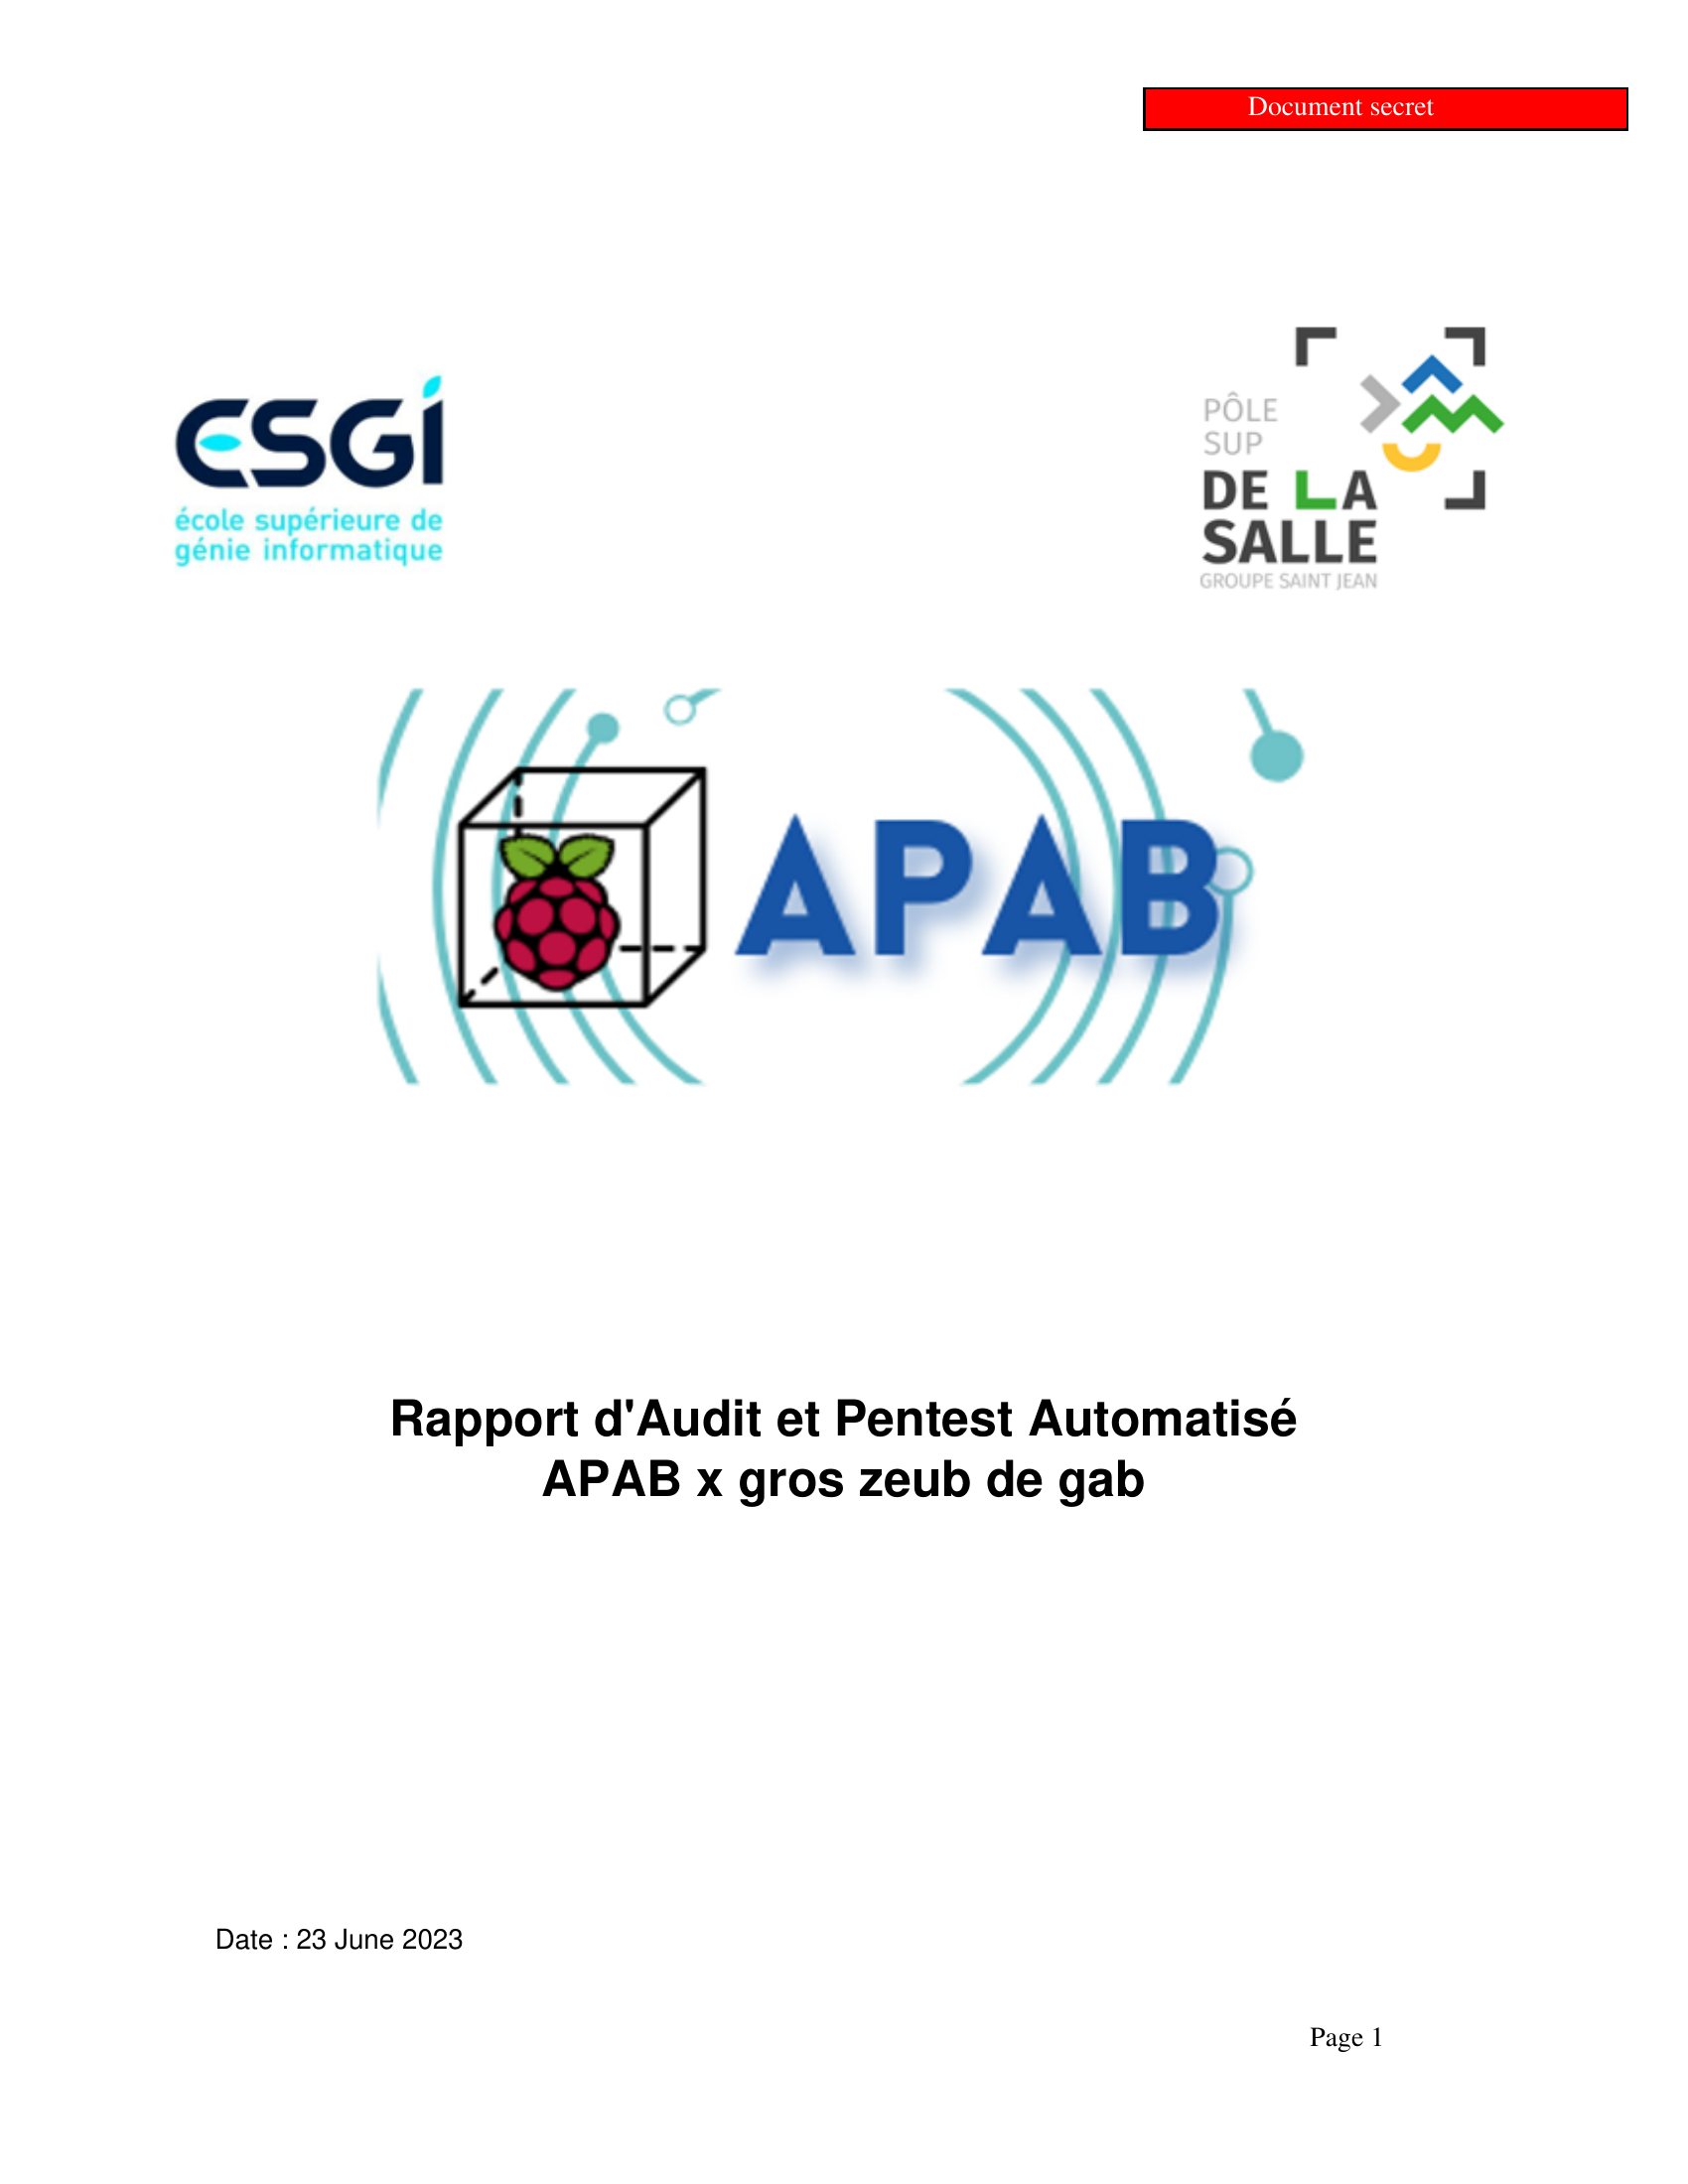 Document secret
ESGI
école supérieure de
génie informatique
PÔLE
SUP
DE LA
SALLE
GROUPE SAINT JEAN
APAB
Rapport d'Audit et Pentest Automatisé
APAB x gros zeub de gab
Date : 23 June 2023
Page 1